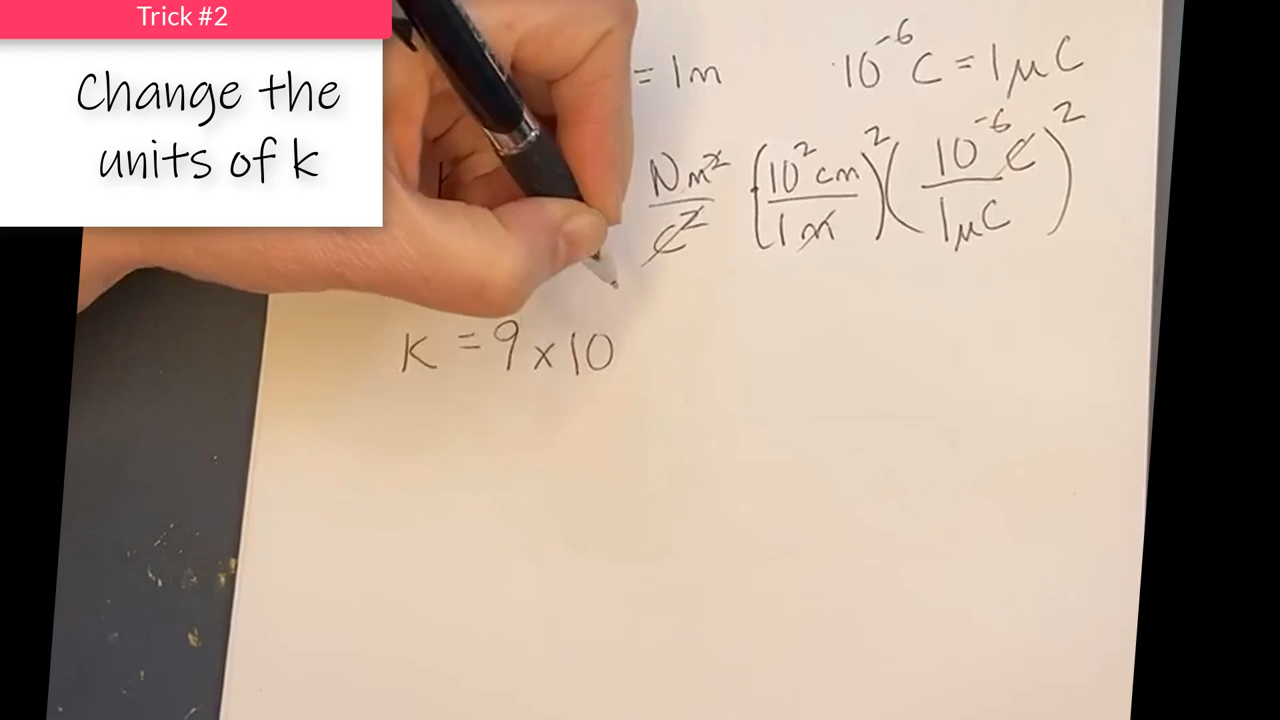 Trick #2
Change the
units of k
= 1m
10⁻⁶ C = 1μC
Nm²/C² (10² cm/1m)² (10⁻⁶ C/1μC)²
K = 9 x 10